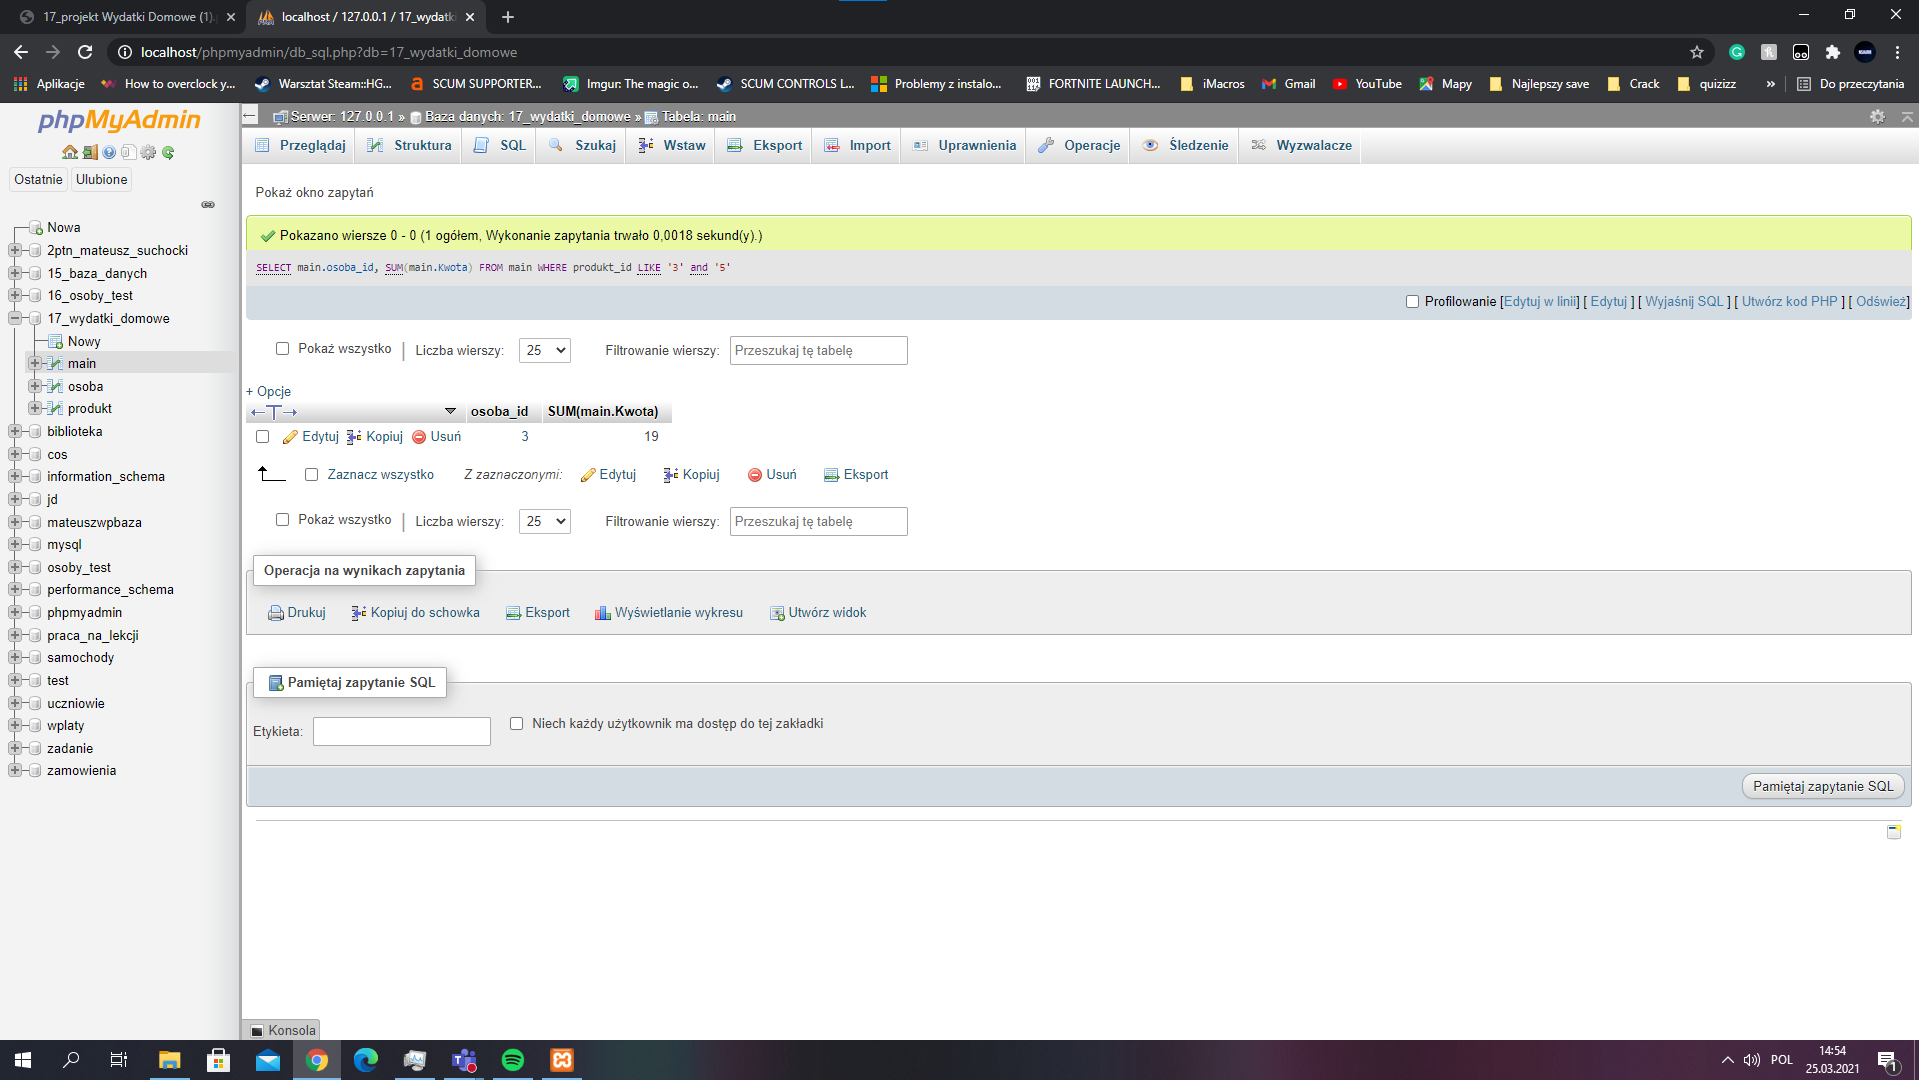 17_projekt Wydatki Domowe (1).p
localhost / 127.0.0.1 / 17_wydatki
localhost/phpmyadmin/db_sql.php?db=17_wydatki_domowe
Aplikacje How to overclock y... Warsztat Steam::HG... SCUM SUPPORTER... Imgur: The magic o... SCUM CONTROLS L... Problemy z instalo... FORTNITE LAUNCH... iMacros Gmail YouTube Mapy Najlepszy save Crack quizizz » Do przeczytania
phpMyAdmin
Ostatnie Ulubione
Nowa
2ptn_mateusz_suchocki
15_baza_danych
16_osoby_test
17_wydatki_domowe
Nowy
main
osoba
produkt
biblioteka
cos
information_schema
jd
mateuszwpbaza
mysql
osoby_test
performance_schema
phpmyadmin
praca_na_lekcji
samochody
test
uczniowie
wplaty
zadanie
zamowienia
Serwer: 127.0.0.1 » Baza danych: 17_wydatki_domowe » Tabela: main
Przeglądaj Struktura SQL Szukaj Wstaw Eksport Import Uprawnienia Operacje Śledzenie Wyzwalacze
Pokaż okno zapytań
Pokazano wiersze 0 - 0 (1 ogółem, Wykonanie zapytania trwało 0,0018 sekund(y).)
SELECT main.osoba_id, SUM(main.Kwota) FROM main WHERE produkt_id LIKE '3' and '5'
Profilowanie [Edytuj w linii] [ Edytuj ] [ Wyjaśnij SQL ] [ Utwórz kod PHP ] [ Odśwież]
Pokaż wszystko | Liczba wierszy: 25 Filtrowanie wierszy: Przeszukaj tę tabelę
+ Opcje
←T→ osoba_id SUM(main.Kwota)
Edytuj Kopiuj Usuń 3 19
Zaznacz wszystko Z zaznaczonymi: Edytuj Kopiuj Usuń Eksport
Pokaż wszystko | Liczba wierszy: 25 Filtrowanie wierszy: Przeszukaj tę tabelę
Operacja na wynikach zapytania
Drukuj Kopiuj do schowka Eksport Wyświetlanie wykresu Utwórz widok
Pamiętaj zapytanie SQL
Etykieta: Niech każdy użytkownik ma dostęp do tej zakładki
Pamiętaj zapytanie SQL
Konsola
POL
14:54
25.03.2021
1